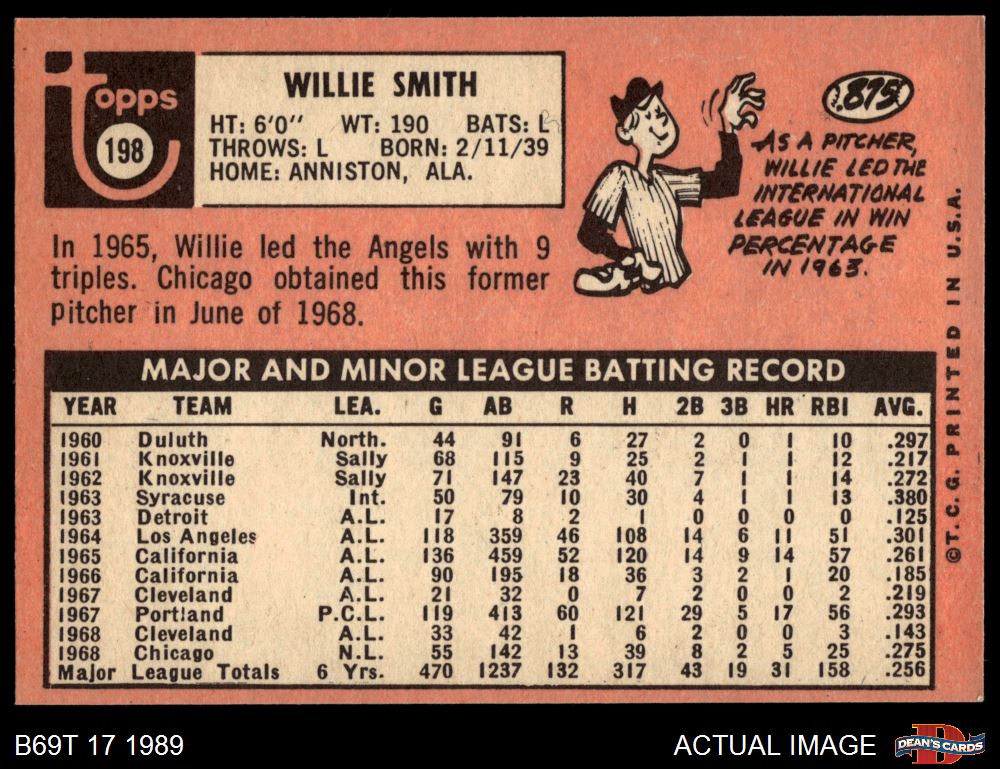 topps
198
WILLIE SMITH
HT: 6'0" WT: 190 BATS: L
THROWS: L BORN: 2/11/39
HOME: ANNISTON, ALA.
In 1965, Willie led the Angels with 9
triples. Chicago obtained this former
pitcher in June of 1968.
.875
AS A PITCHER,
WILLIE LED THE
INTERNATIONAL
LEAGUE IN WIN
PERCENTAGE
IN 1963.
MAJOR AND MINOR LEAGUE BATTING RECORD
YEAR TEAM LEA. G AB R H 2B 3B HR RBI AVG.
1960 Duluth North. 44 91 6 27 2 0 1 10 .297
1961 Knoxville Sally 68 115 9 25 2 1 1 12 .217
1962 Knoxville Sally 71 147 23 40 7 1 1 14 .272
1963 Syracuse Int. 50 79 10 30 4 1 1 13 .380
1963 Detroit A.L. 17 8 2 1 0 0 0 0 .125
1964 Los Angeles A.L. 118 359 46 108 14 6 11 51 .301
1965 California A.L. 136 459 52 120 14 9 14 57 .261
1966 California A.L. 90 195 18 36 3 2 1 20 .185
1967 Cleveland A.L. 21 32 0 7 2 0 0 2 .219
1967 Portland P.C.L. 119 413 60 121 29 5 17 56 .293
1968 Cleveland A.L. 33 42 1 6 2 0 0 3 .143
1968 Chicago N.L. 55 142 13 39 8 2 5 25 .275
Major League Totals 6 Yrs. 470 1237 132 317 43 19 31 158 .256
©T.C.G. PRINTED IN U.S.A.
B69T 17 1989
ACTUAL IMAGE
D
DEAN'S CARDS